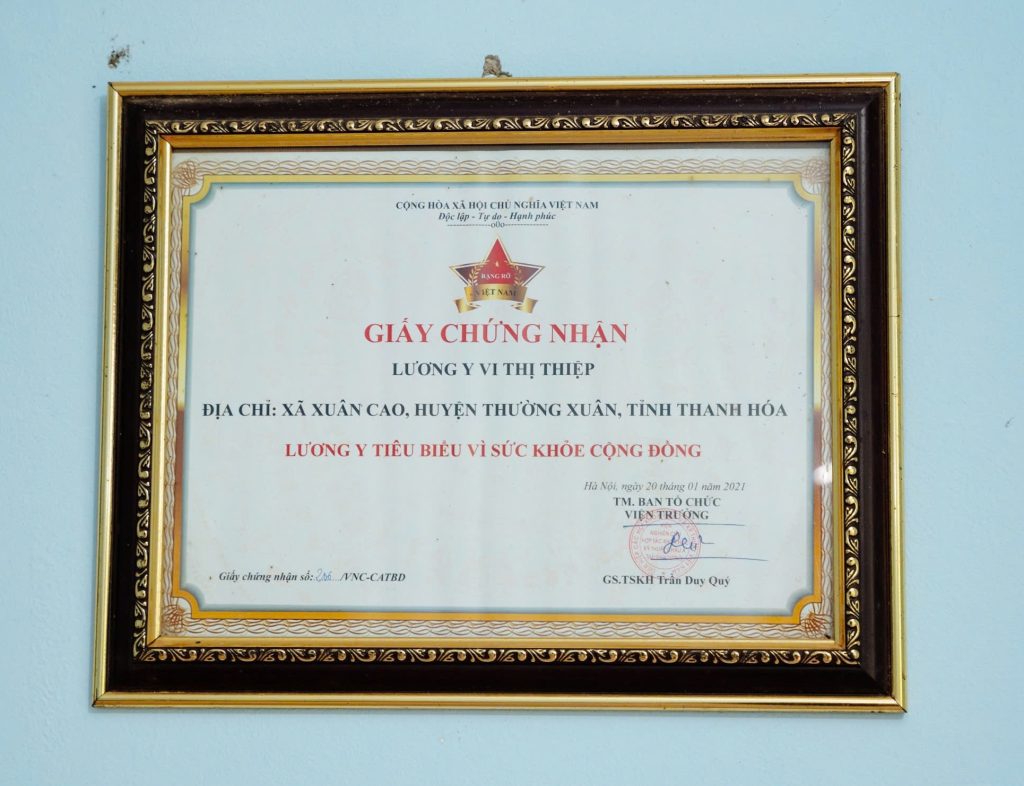 CỘNG HÒA XÃ HỘI CHỦ NGHĨA VIỆT NAM
Độc lập - Tự do - Hạnh phúc
-------------o0o-------------
RẠNG RỠ
VIỆT NAM
GIẤY CHỨNG NHẬN
LƯƠNG Y VI THỊ THIỆP
ĐỊA CHỈ: XÃ XUÂN CAO, HUYỆN THƯỜNG XUÂN, TỈNH THANH HÓA
LƯƠNG Y TIÊU BIỂU VÌ SỨC KHỎE CỘNG ĐỒNG
Hà Nội, ngày 20 tháng 01 năm 2021
TM. BAN TỔ CHỨC
VIỆN TRƯỞNG
Giấy chứng nhận số: /VNC-CATBD
GS.TSKH Trần Duy Quý